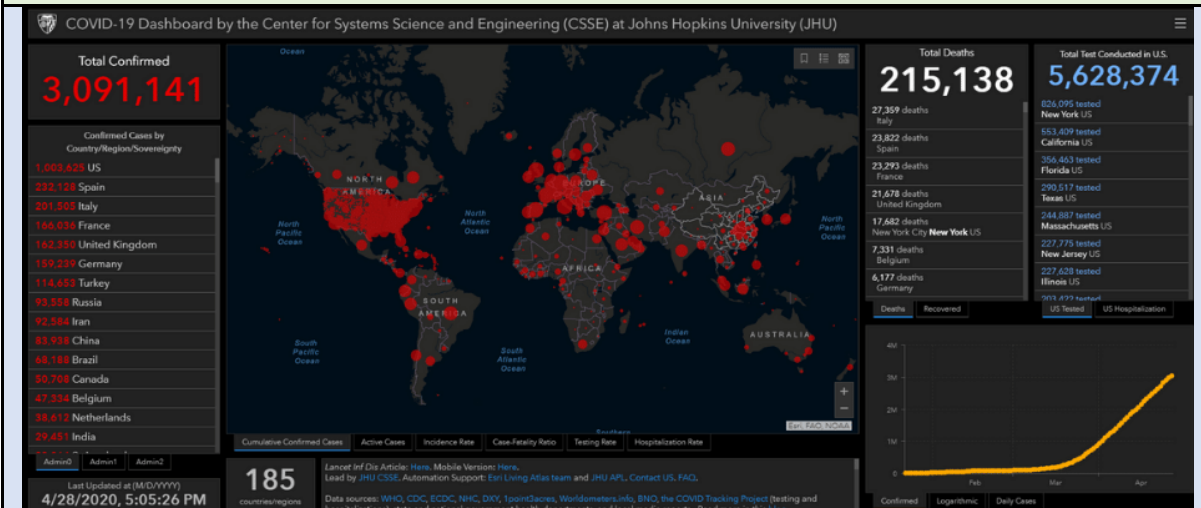 COVID-19 Dashboard by the Center for Systems Science and Engineering (CSSE) at Johns Hopkins University (JHU)
Total Confirmed
3,091,141
Confirmed Cases by
Country/Region/Sovereignty
1,003,625 US
232,128 Spain
201,505 Italy
166,036 France
162,350 United Kingdom
159,239 Germany
114,653 Turkey
93,558 Russia
92,584 Iran
83,938 China
68,188 Brazil
50,708 Canada
47,334 Belgium
38,612 Netherlands
29,451 India
Admin0 Admin1 Admin2
Last Updated at (M/D/YYYY)
4/28/2020, 5:05:26 PM
Ocean
NORTH
AMERICA
EUROPE
ASIA
North
Pacific
Ocean
North
Atlantic
Ocean
North
Pacific
Ocean
AFRICA
SOUTH
AMERICA
Indian
Ocean
AUSTRALIA
South
Pacific
Ocean
South
Atlantic
Ocean
Southern
+
−
Esri, FAO, NOAA
Cumulative Confirmed Cases Active Cases Incidence Rate Case-Fatality Ratio Testing Rate Hospitalization Rate
185
countries/regions
Lancet Inf Dis Article: Here. Mobile Version: Here.
Lead by JHU CSSE. Automation Support: Esri Living Atlas team and JHU APL. Contact US. FAQ.
Data sources: WHO, CDC, ECDC, NHC, DXY, 1point3acres, Worldometers.info, BNO, the COVID Tracking Project (testing and
Total Deaths
215,138
27,359 deaths
Italy
23,822 deaths
Spain
23,293 deaths
France
21,678 deaths
United Kingdom
17,682 deaths
New York City New York US
7,331 deaths
Belgium
6,177 deaths
Germany
Deaths Recovered
Total Test Conducted in U.S.
5,628,374
826,095 tested
New York US
553,409 tested
California US
356,463 tested
Florida US
290,517 tested
Texas US
244,887 tested
Massachusetts US
227,775 tested
New Jersey US
227,628 tested
Illinois US
203,422 tested
US Tested US Hospitalization
4M
3M
2M
1M
0
Feb Mar Apr
Confirmed Logarithmic Daily Cases